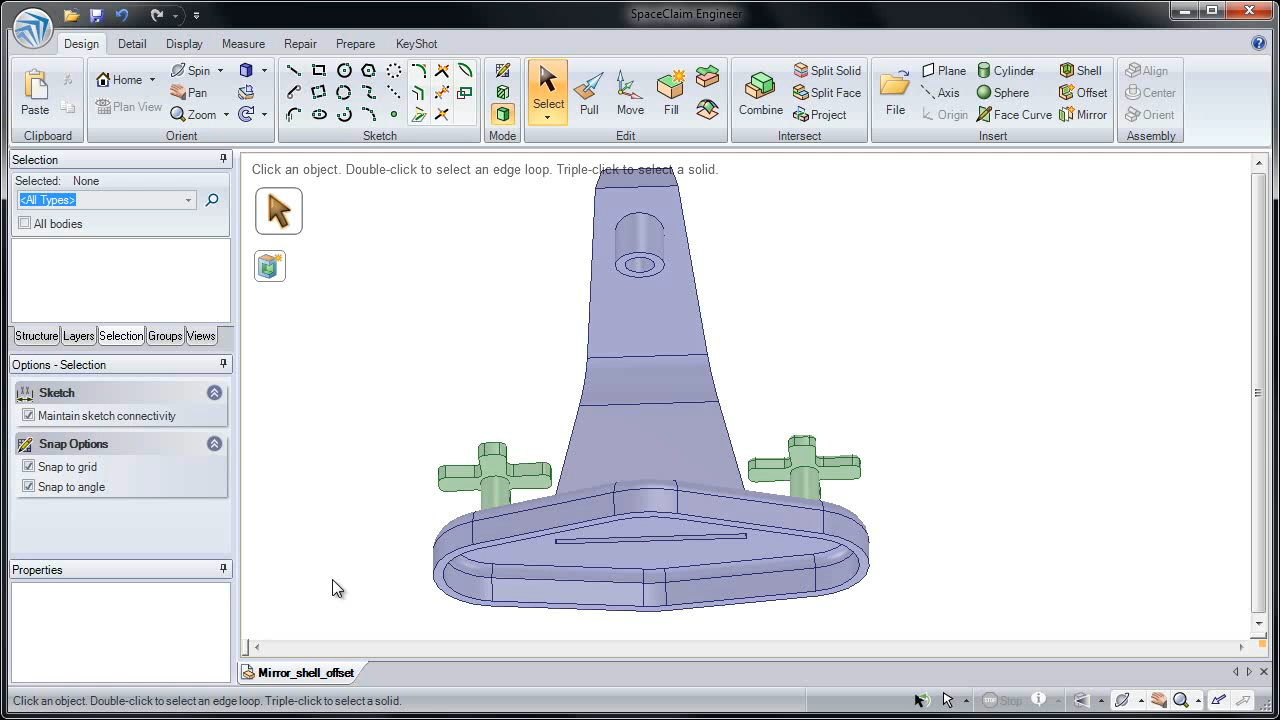 SpaceClaim Engineer
Design Detail Display Measure Repair Prepare KeyShot
Paste
Clipboard
Home
Plan View
Spin
Pan
Zoom
Orient
Sketch
Mode
Select
Pull
Move
Fill
Edit
Combine
Split Solid
Split Face
Project
Intersect
File
Plane
Axis
Origin
Cylinder
Sphere
Face Curve
Shell
Offset
Mirror
Insert
Align
Center
Orient
Assembly
Selection
Selected: None
<All Types>
All bodies
Structure Layers Selection Groups Views
Options - Selection
Sketch
Maintain sketch connectivity
Snap Options
Snap to grid
Snap to angle
Properties
Click an object. Double-click to select an edge loop. Triple-click to select a solid.
Mirror_shell_offset
Click an object. Double-click to select an edge loop. Triple-click to select a solid.
Stop